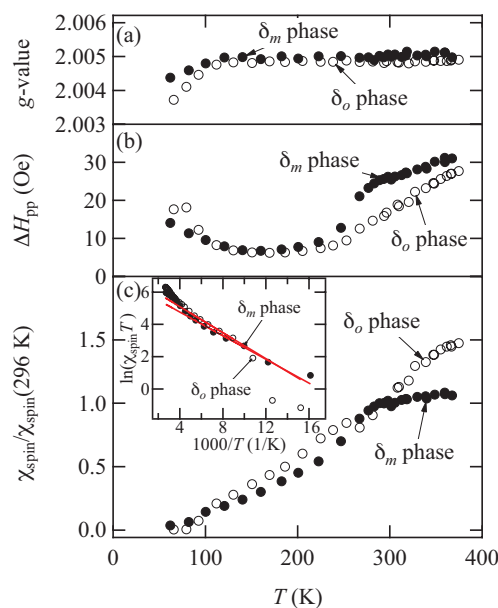 2.006
(a)
δm phase
2.005
2.004
δo phase
2.003
g-value
(b)
30
δm phase
20
10
δo phase
0
ΔHpp (Oe)
(c)
6
4
δm phase
2
0
δo phase
ln(χspinT)
4 8 12 16
1000/T (1/K)
1.5
δo phase
1.0
δm phase
0.5
0.0
χspin/χspin(296 K)
0 100 200 300 400
T (K)